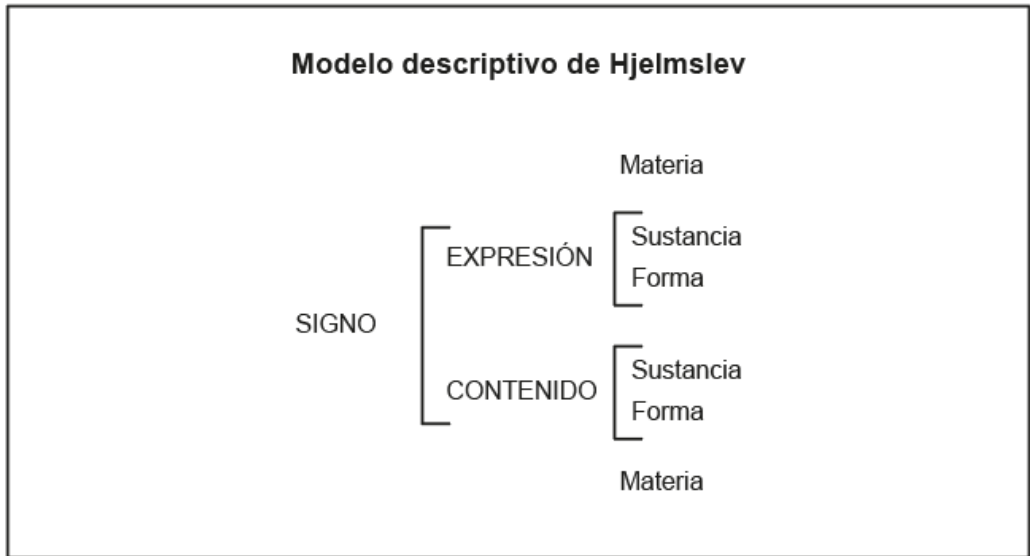 Modelo descriptivo de Hjelmslev
Materia
Sustancia
EXPRESIÓN
Forma
SIGNO
Sustancia
CONTENIDO
Forma
Materia